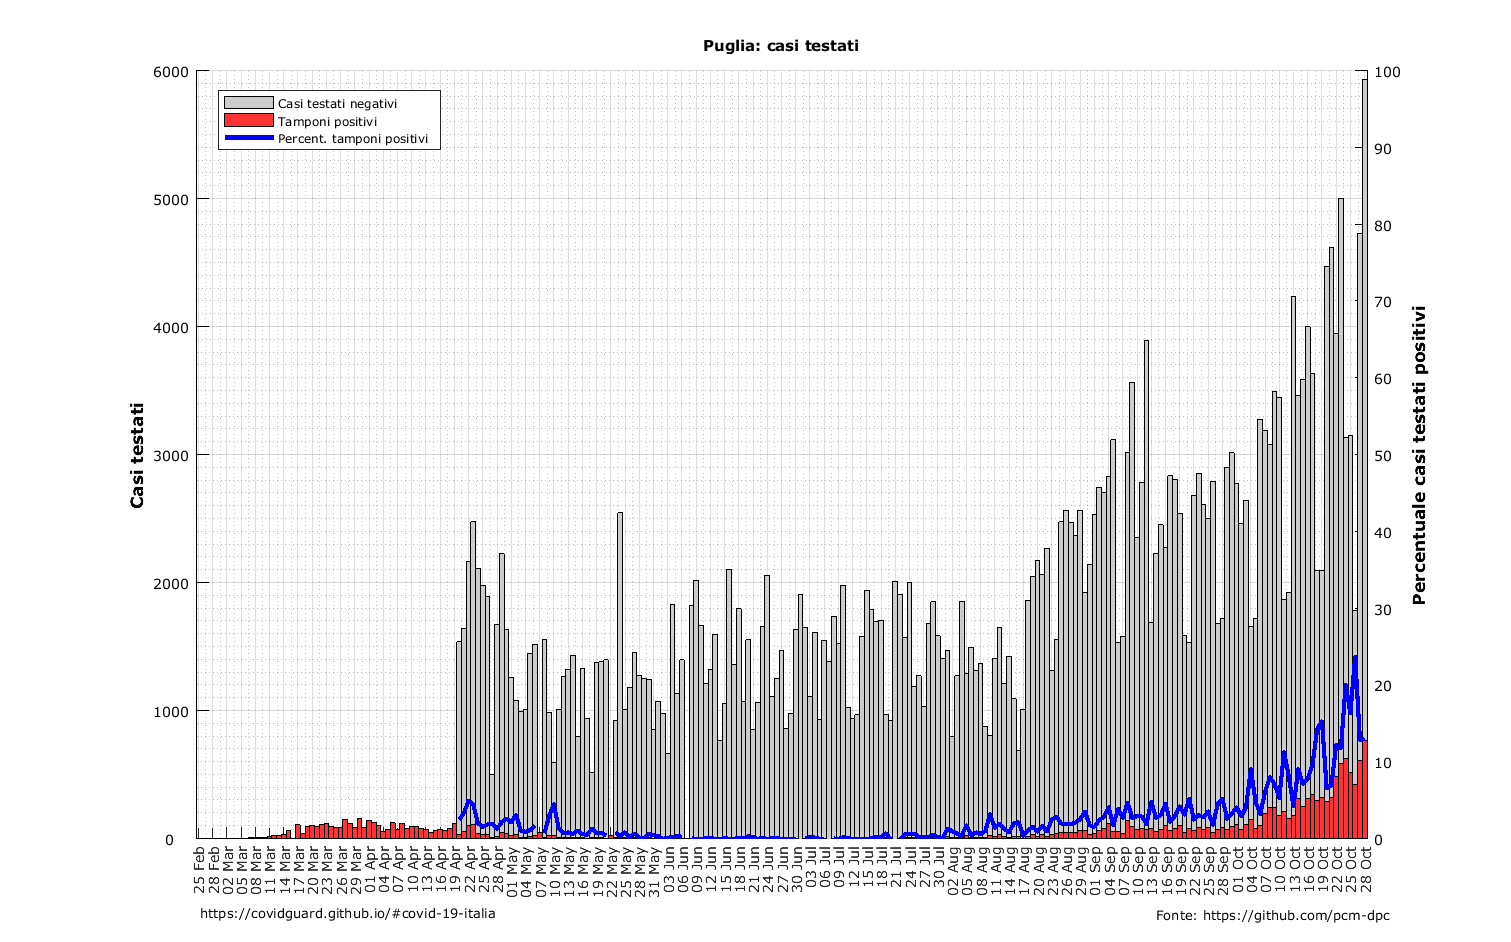 Puglia: casi testati
Casi testati negativi
Tamponi positivi
Percent. tamponi positivi
Casi testati
6000
5000
4000
3000
2000
1000
0
100
90
80
70
60
50
40
30
20
10
0
Percentuale casi testati positivi
25 Feb
28 Feb
02 Mar
05 Mar
08 Mar
11 Mar
14 Mar
17 Mar
20 Mar
23 Mar
26 Mar
29 Mar
01 Apr
04 Apr
07 Apr
10 Apr
13 Apr
16 Apr
19 Apr
22 Apr
25 Apr
28 Apr
01 May
04 May
07 May
10 May
13 May
16 May
19 May
22 May
25 May
28 May
31 May
03 Jun
06 Jun
09 Jun
12 Jun
15 Jun
18 Jun
21 Jun
24 Jun
27 Jun
30 Jun
03 Jul
06 Jul
09 Jul
12 Jul
15 Jul
18 Jul
21 Jul
24 Jul
27 Jul
30 Jul
02 Aug
05 Aug
08 Aug
11 Aug
14 Aug
17 Aug
20 Aug
23 Aug
26 Aug
29 Aug
01 Sep
04 Sep
07 Sep
10 Sep
13 Sep
16 Sep
19 Sep
22 Sep
25 Sep
28 Sep
01 Oct
04 Oct
07 Oct
10 Oct
13 Oct
16 Oct
19 Oct
22 Oct
25 Oct
28 Oct
https://covidguard.github.io/#covid-19-italia
Fonte: https://github.com/pcm-dpc